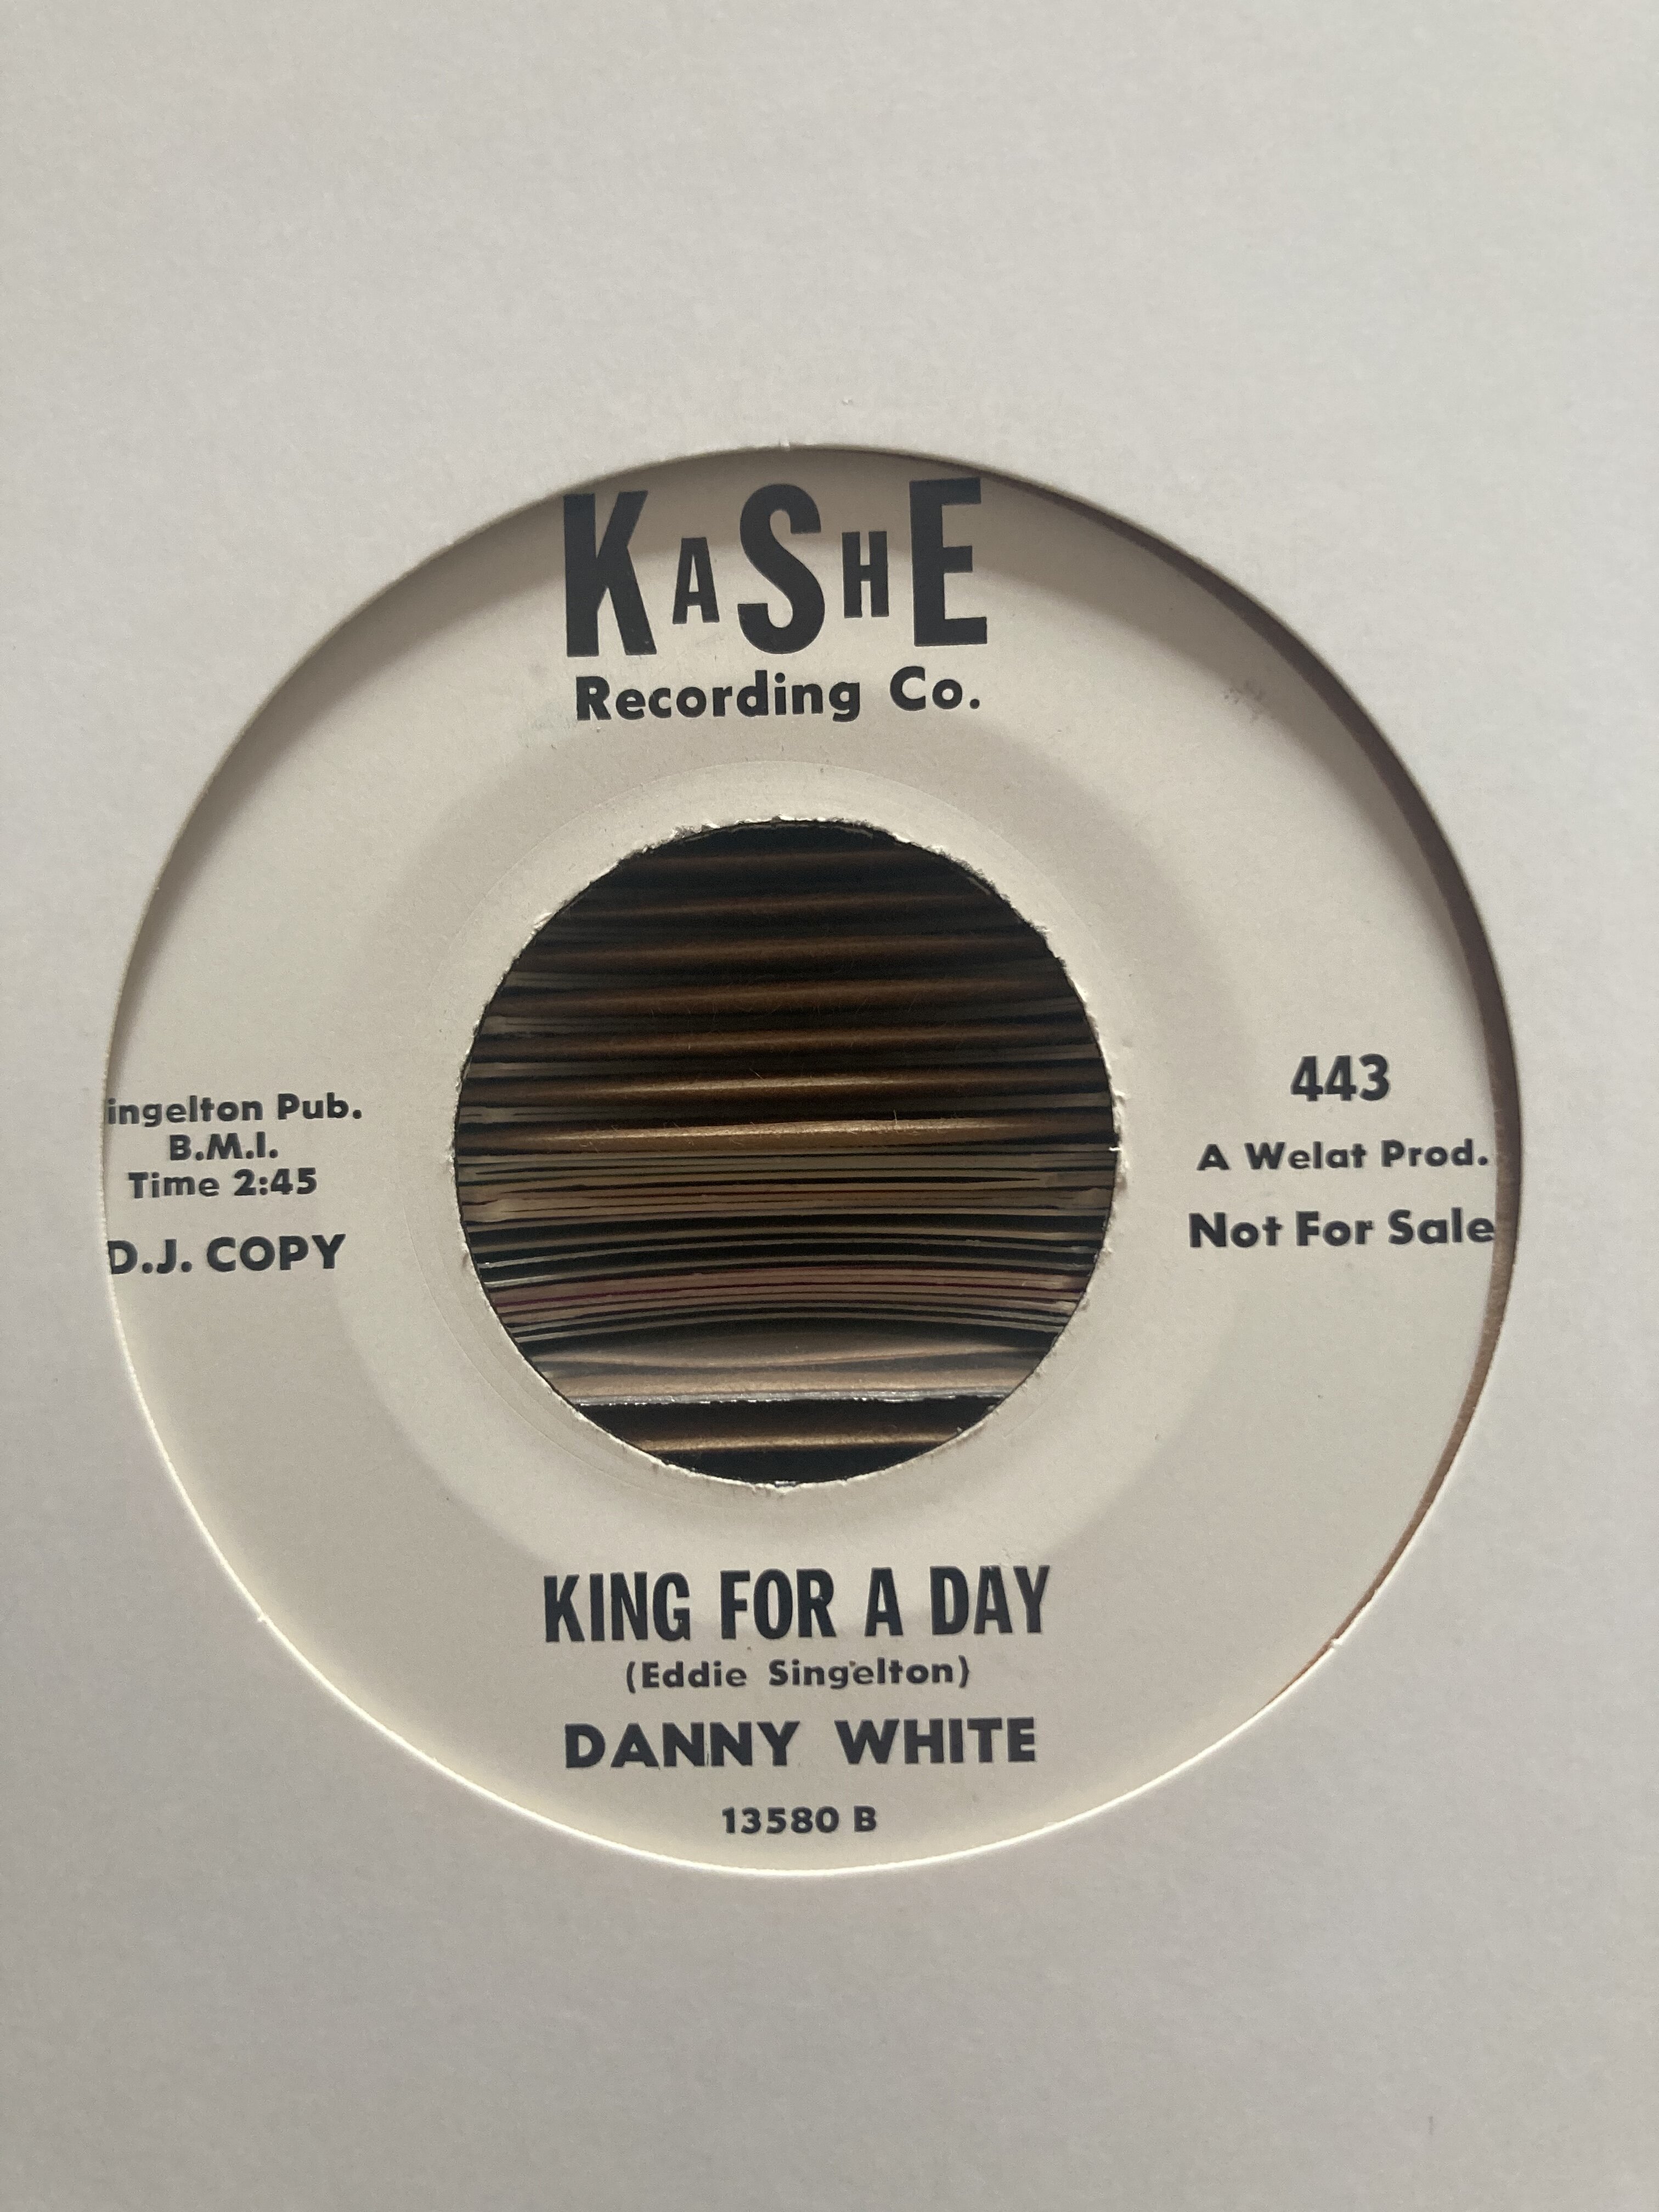 KASHE
Recording Co.
ingelton Pub.
B.M.I.
Time 2:45
D.J. COPY
443
A Welat Prod.
Not For Sale
KING FOR A DAY
(Eddie Singelton)
DANNY WHITE
13580 B